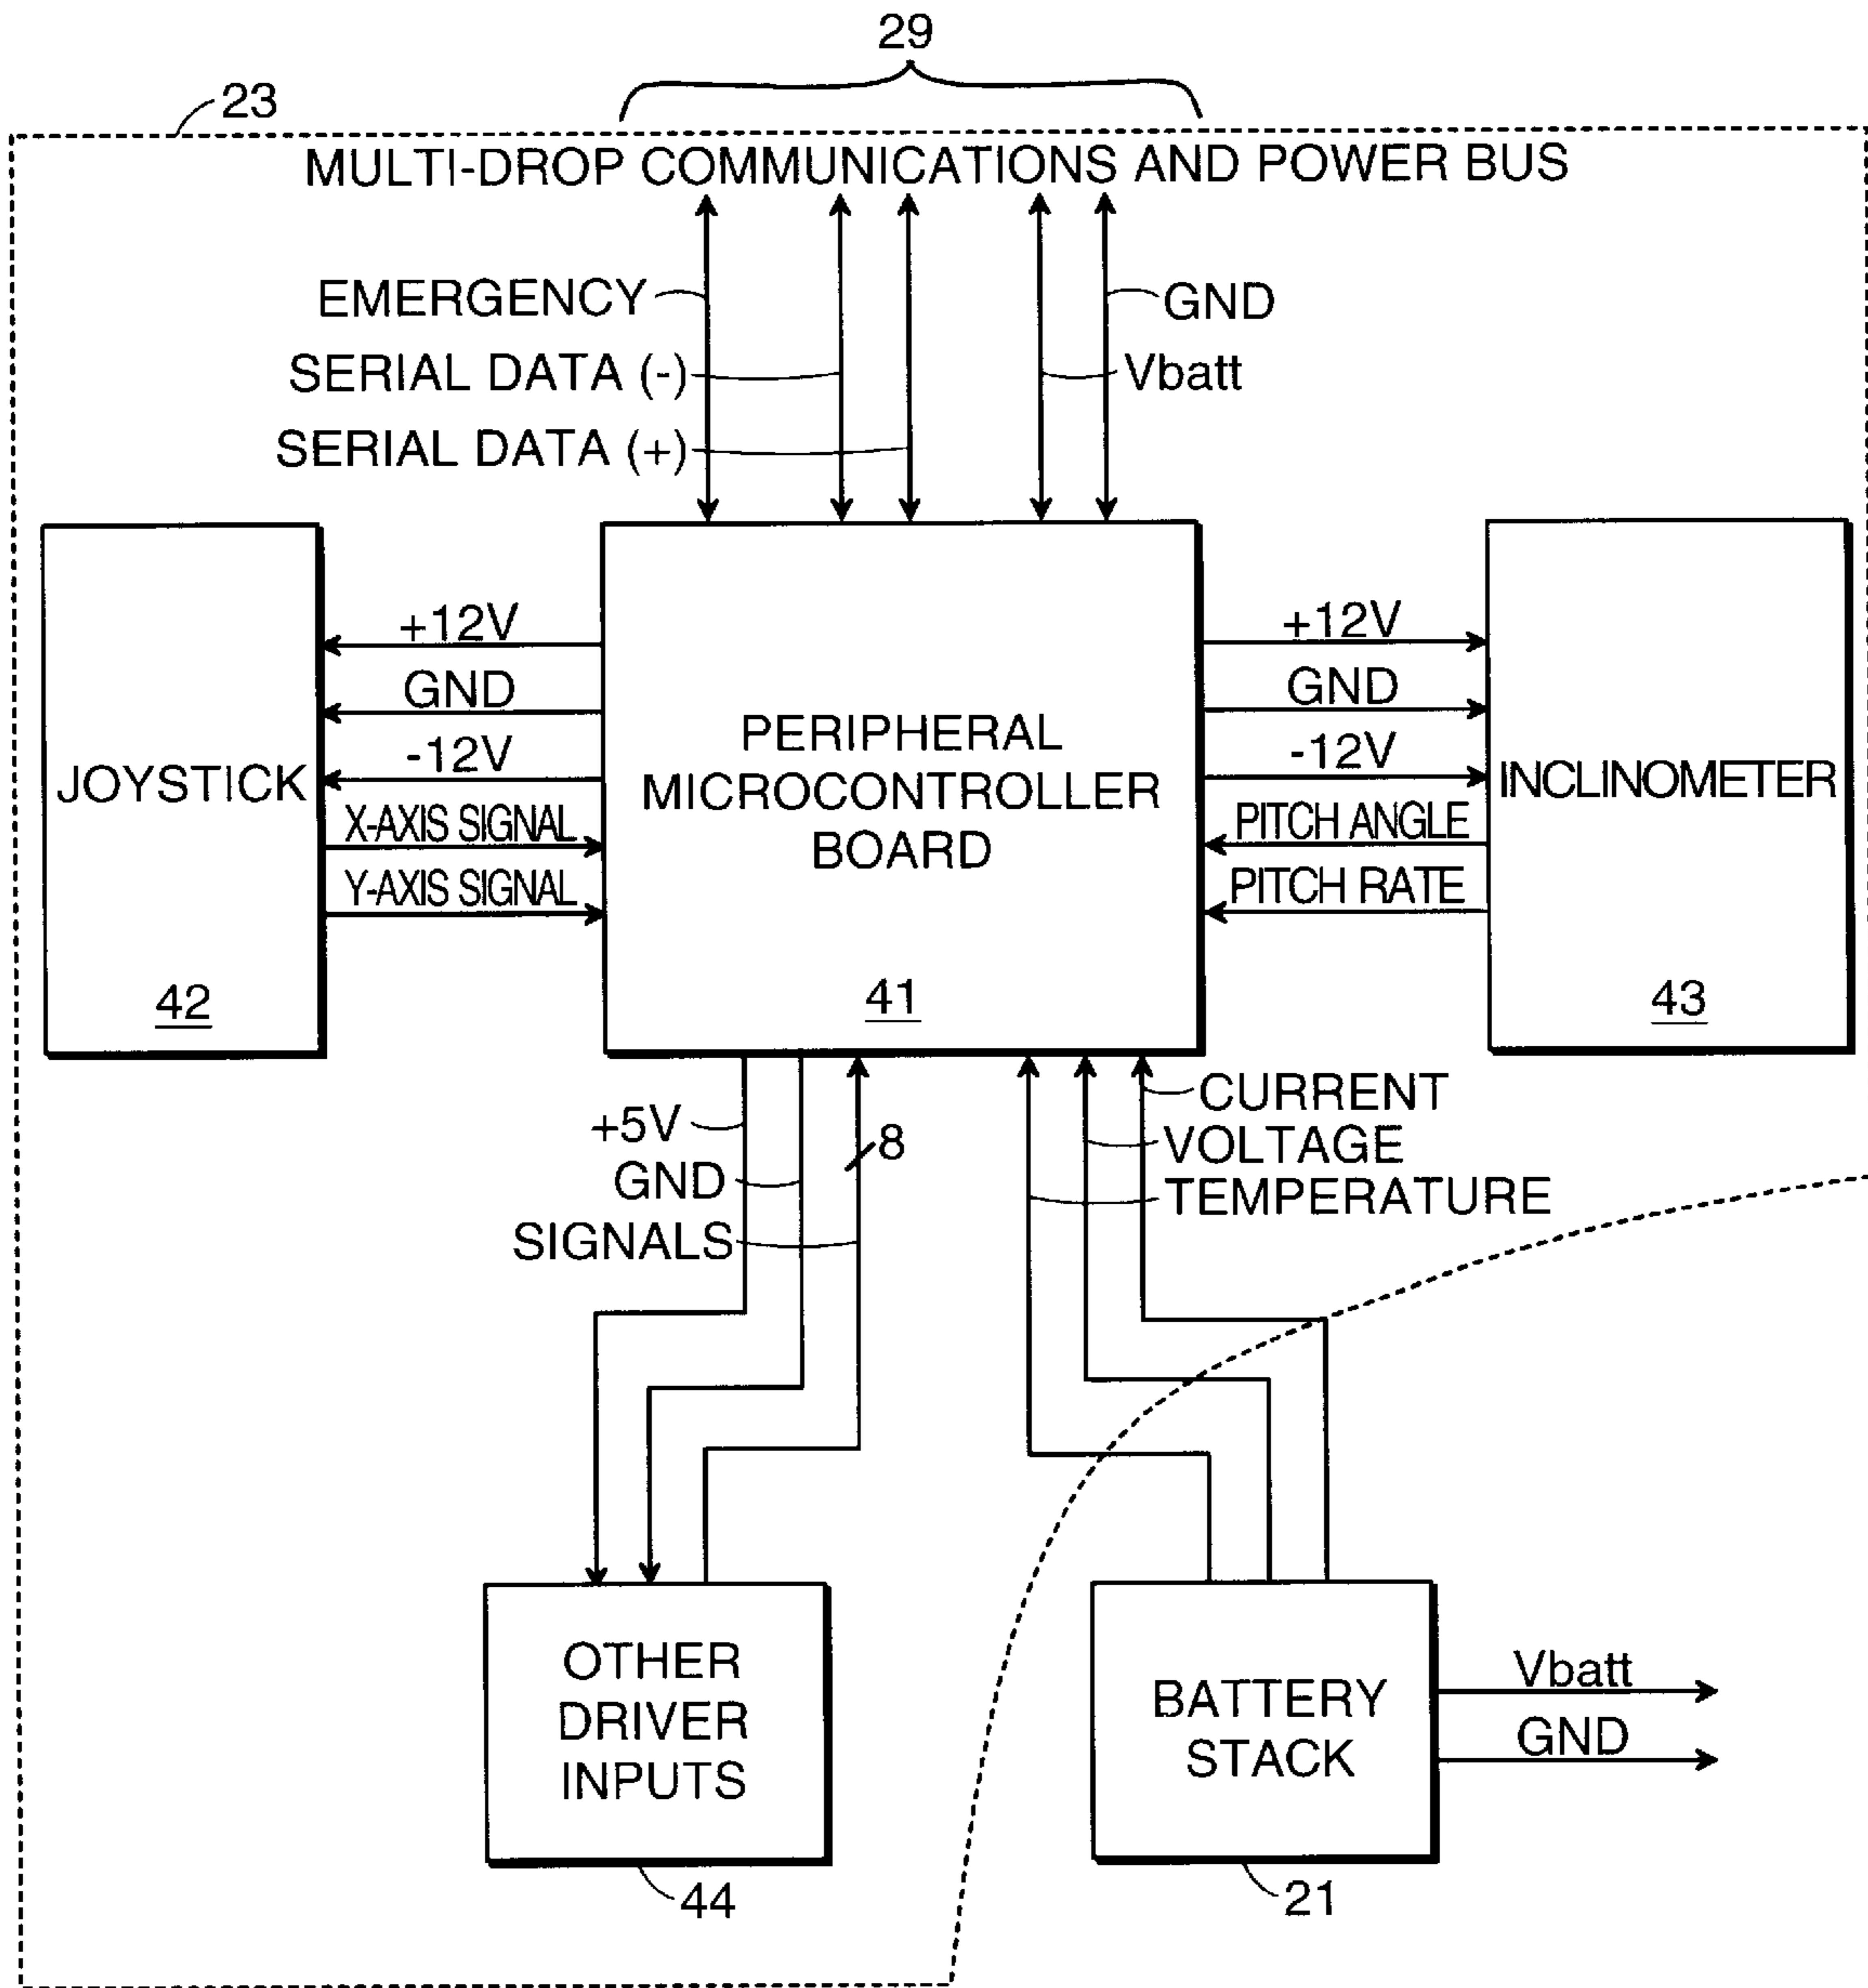 29
23
MULTI-DROP COMMUNICATIONS AND POWER BUS
EMERGENCY
GND
SERIAL DATA (-)
Vbatt
SERIAL DATA (+)
+12V
GND
-12V
X-AXIS SIGNAL
Y-AXIS SIGNAL
JOYSTICK
42
PERIPHERAL
MICROCONTROLLER
BOARD
41
+12V
GND
-12V
PITCH ANGLE
PITCH RATE
INCLINOMETER
43
+5V
GND
SIGNALS
8
CURRENT
VOLTAGE
TEMPERATURE
OTHER
DRIVER
INPUTS
44
BATTERY
STACK
21
Vbatt
GND